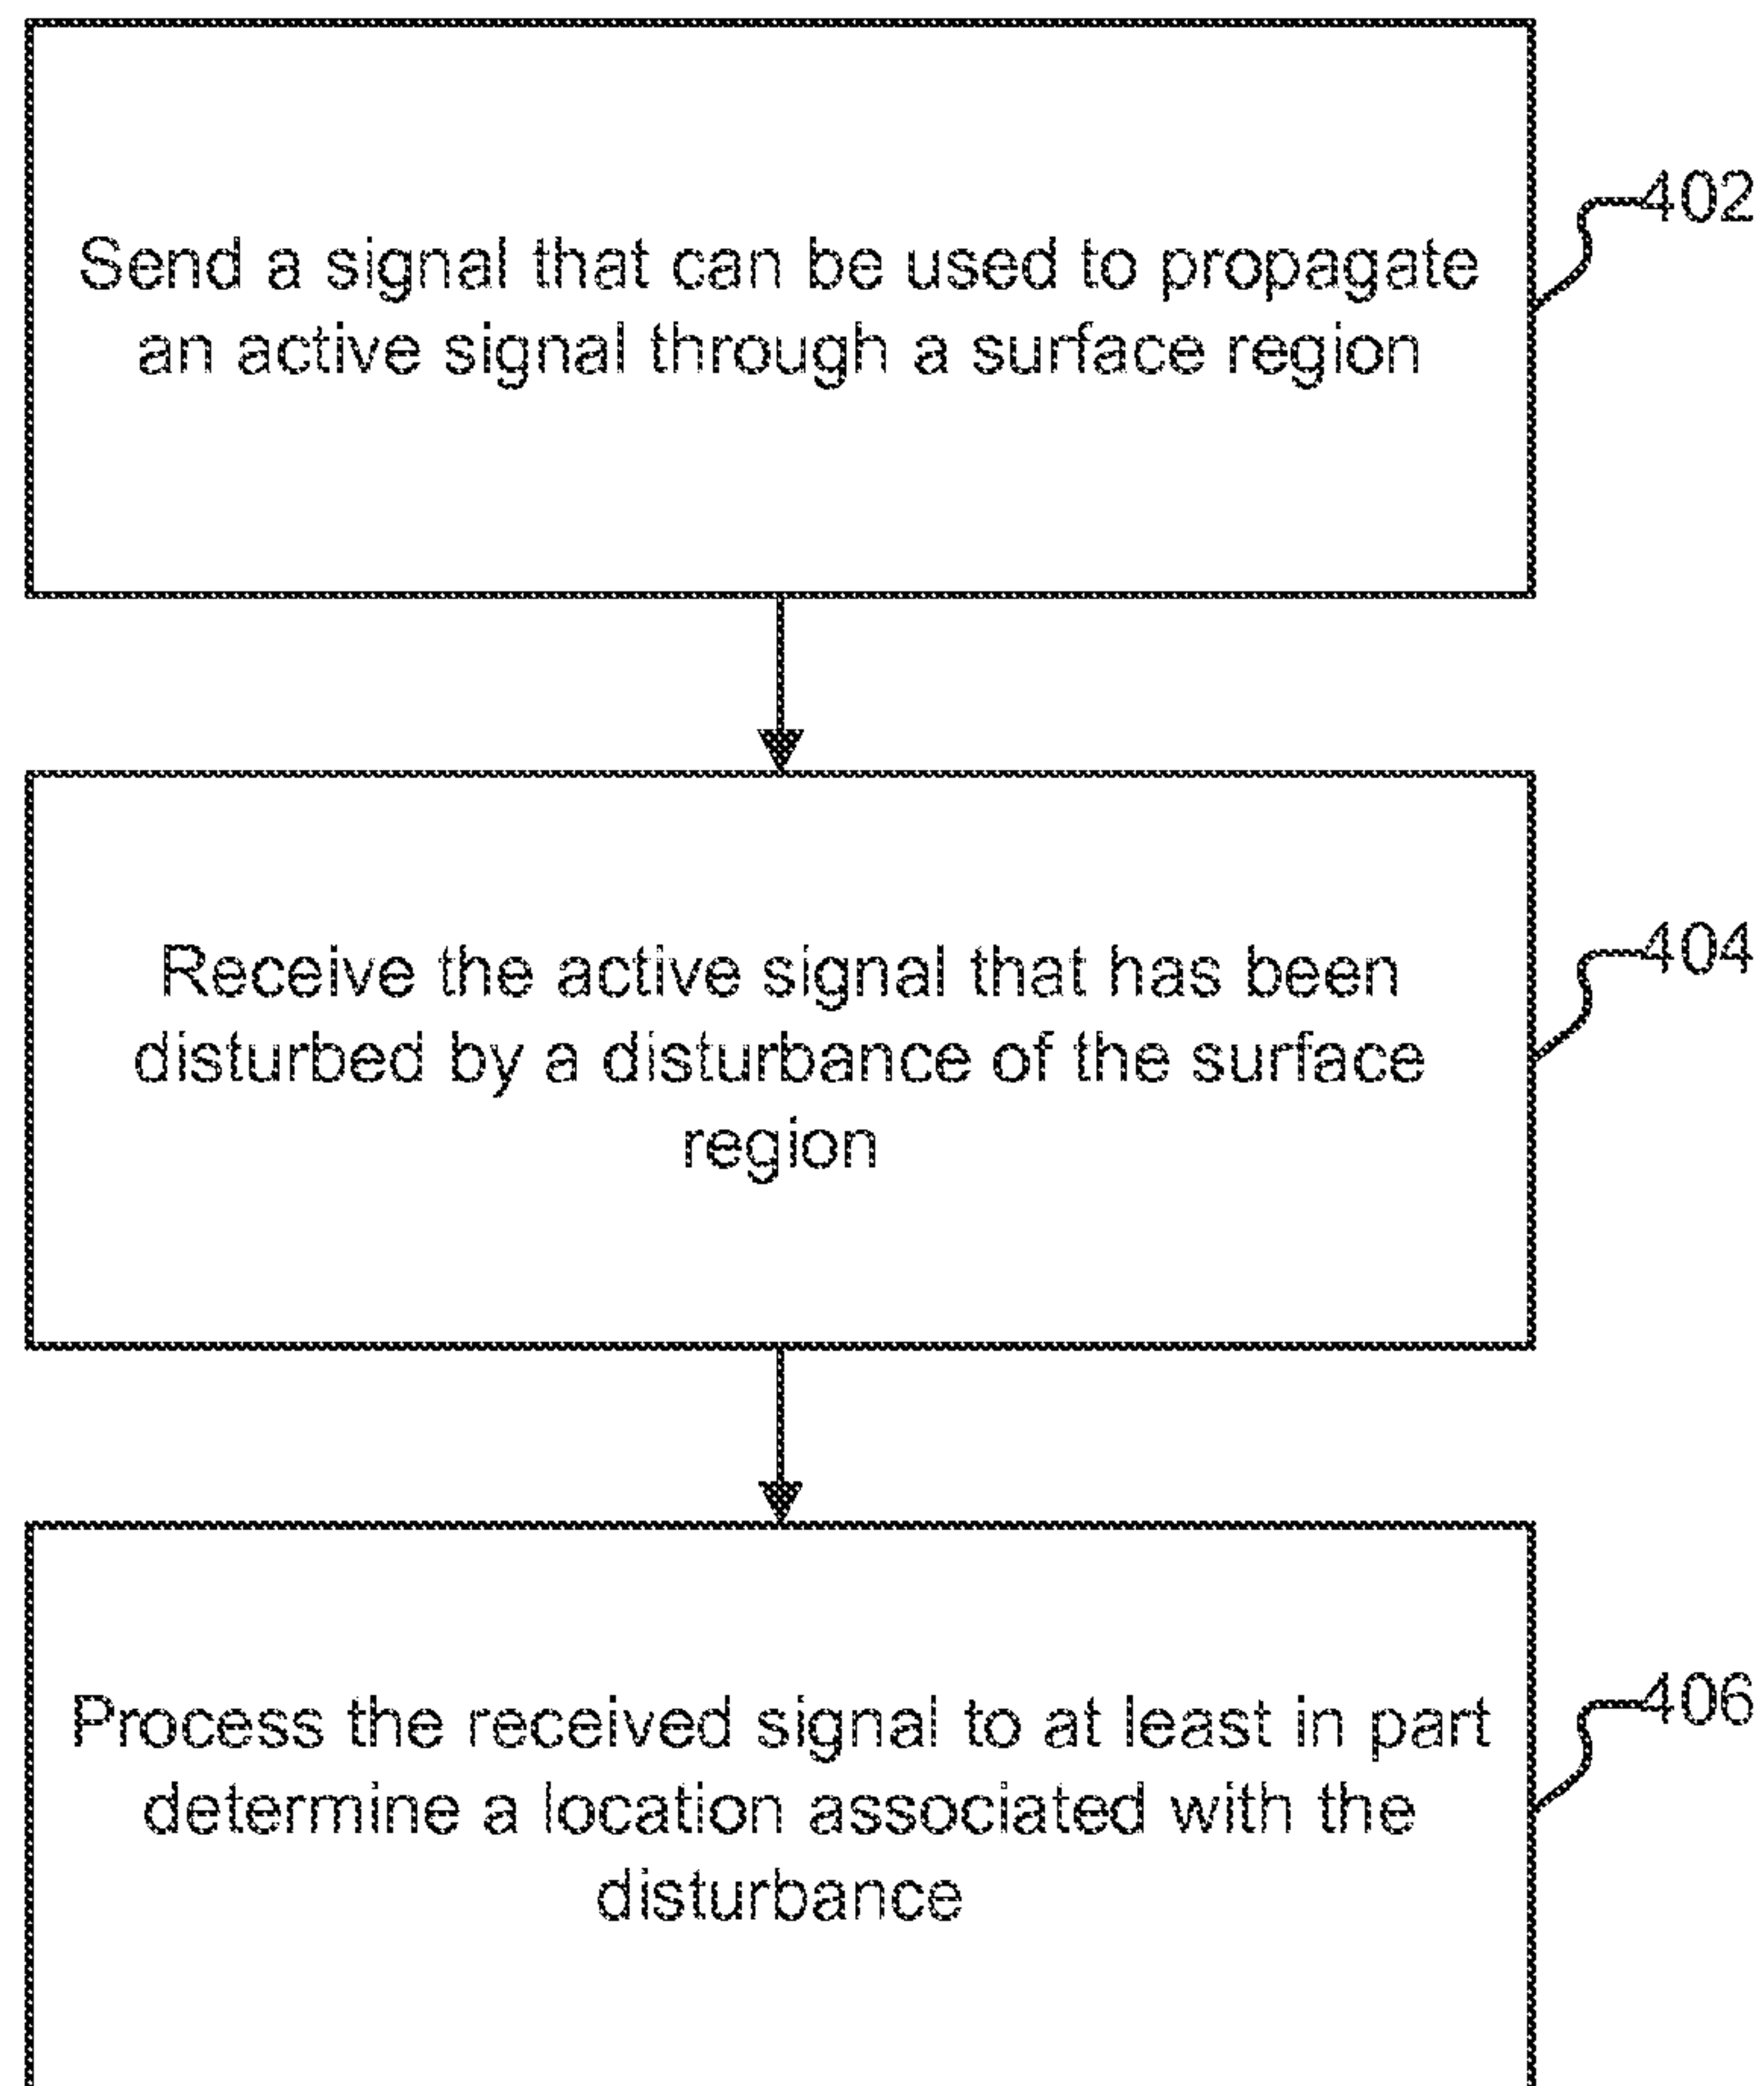 402
Send a signal that can be used to propagate
an active signal through a surface region
404
Receive the active signal that has been
disturbed by a disturbance of the surface
region
406
Process the received signal to at least in part
determine a location associated with the
disturbance